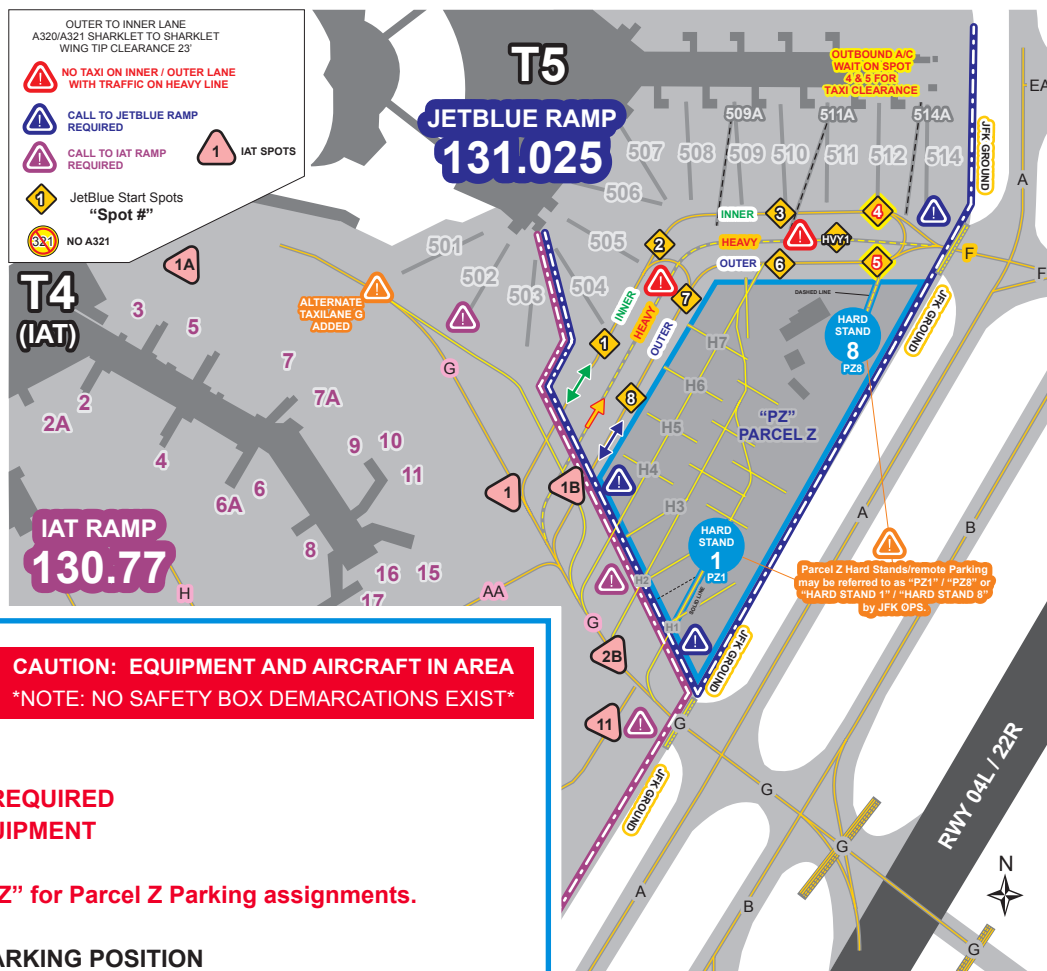 OUTER TO INNER LANE
A320/A321 SHARKLET TO SHARKLET
WING TIP CLEARANCE 23'
NO TAXI ON INNER / OUTER LANE
WITH TRAFFIC ON HEAVY LINE
CALL TO JETBLUE RAMP
REQUIRED
CALL TO IAT RAMP
REQUIRED
1
IAT SPOTS
1
JetBlue Start Spots
"Spot #"
321
NO A321
T5
JETBLUE RAMP
131.025
OUTBOUND A/C
WAIT ON SPOT
4 & 5 FOR
TAXI CLEARANCE
EA
JFK GROUND
A
509A
511A
514A
507
508
509
510
511
512
514
506
505
501
502
503
504
INNER
3
4
2
HEAVY
HVY1
F
F
OUTER
6
5
7
INNER
HEAVY
OUTER
1
8
T4
(IAT)
1A
3
5
7
7A
2
2A
4
9
10
11
6
6A
8
16
15
17
ALTERNATE
TAXILANE G
ADDED
G
1
1B
IAT RAMP
130.77
H
AA
G
2B
11
DASHED LINE
HARD
STAND
8
PZ8
JFK GROUND
H7
H6
H5
H4
H3
H2
H1
"PZ"
PARCEL Z
HARD
STAND
1
PZ1
SOLID LINE
A
B
Parcel Z Hard Stands/remote Parking
may be referred to as "PZ1" / "PZ8" or
"HARD STAND 1" / "HARD STAND 8"
by JFK OPS.
JFK GROUND
G
JFK GROUND
G
G
A
B
G
RWY 04L / 22R
N
CAUTION: EQUIPMENT AND AIRCRAFT IN AREA
*NOTE: NO SAFETY BOX DEMARCATIONS EXIST*
REQUIRED
UIPMENT
Z" for Parcel Z Parking assignments.
ARKING POSITION